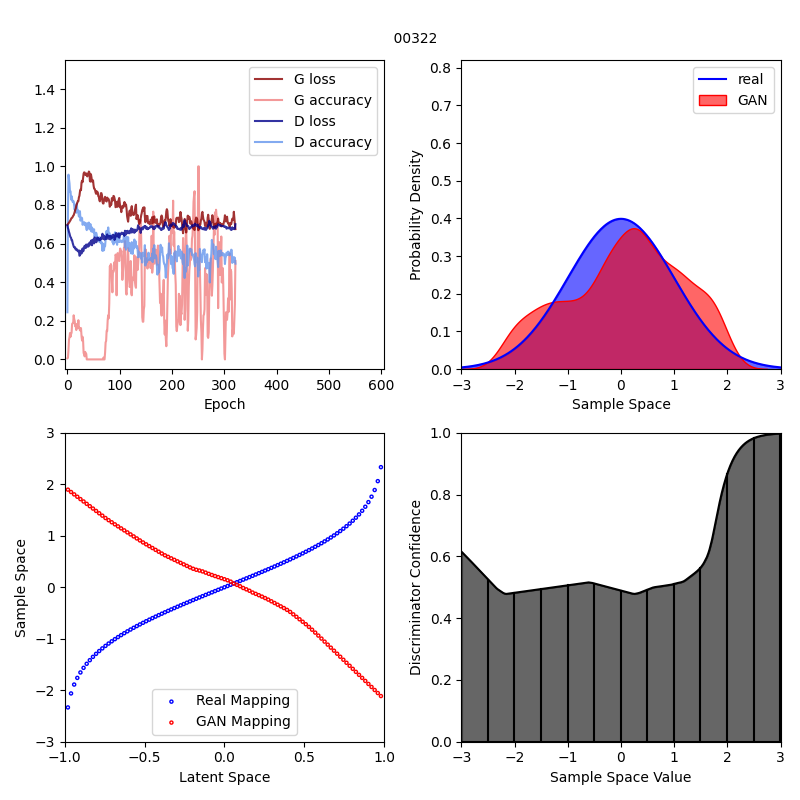 00322
G loss
G accuracy
D loss
D accuracy
1.4
1.2
1.0
0.8
0.6
0.4
0.2
0.0
0 100 200 300 400 500 600
Epoch
real
GAN
Probability Density
0.8
0.7
0.6
0.5
0.4
0.3
0.2
0.1
0.0
−3 −2 −1 0 1 2 3
Sample Space
Sample Space
3
2
1
0
−1
−2
−3
Real Mapping
GAN Mapping
−1.0 −0.5 0.0 0.5 1.0
Latent Space
Discriminator Confidence
1.0
0.8
0.6
0.4
0.2
0.0
−3 −2 −1 0 1 2 3
Sample Space Value